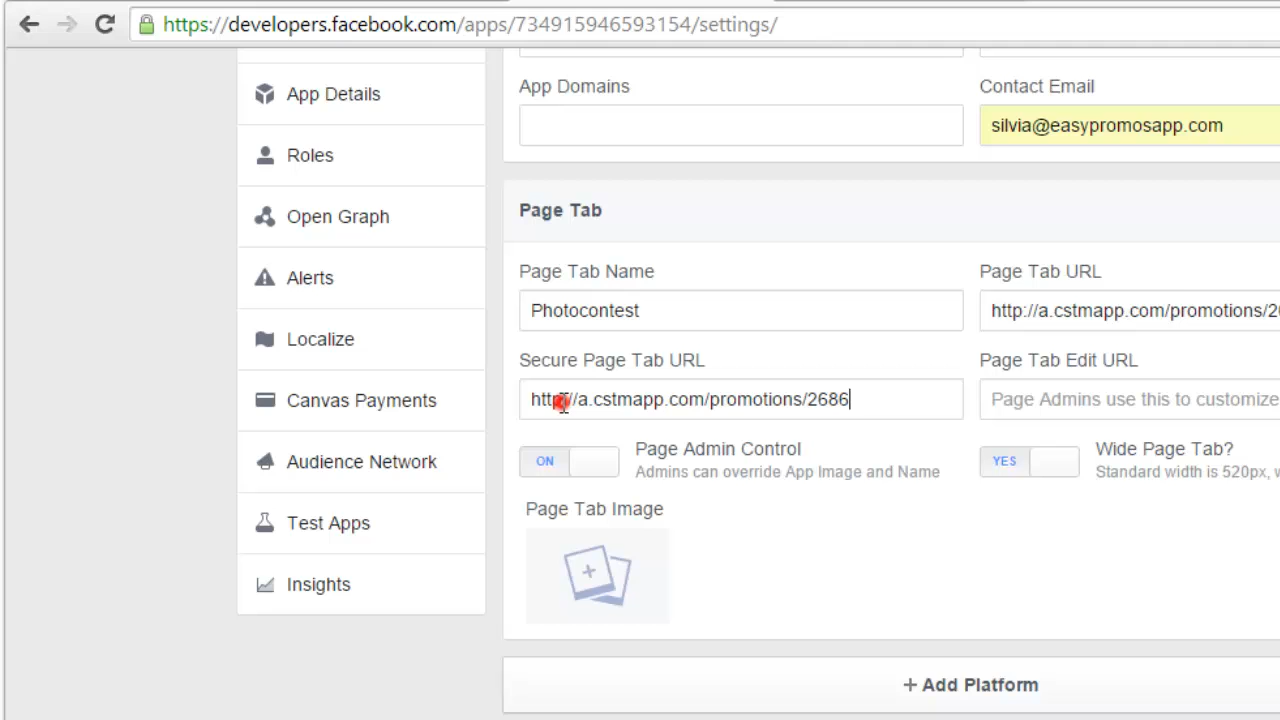 https://developers.facebook.com/apps/734915946593154/settings/
App Details
Roles
Open Graph
Alerts
Localize
Canvas Payments
Audience Network
Test Apps
Insights
App Domains
Contact Email
silvia@easypromosapp.com
Page Tab
Page Tab Name
Page Tab URL
Photocontest
http://a.cstmapp.com/promotions/2
Secure Page Tab URL
Page Tab Edit URL
http://a.cstmapp.com/promotions/2686
Page Admins use this to customize
ON
Page Admin Control
Admins can override App Image and Name
YES
Wide Page Tab?
Standard width is 520px,
Page Tab Image
+ Add Platform